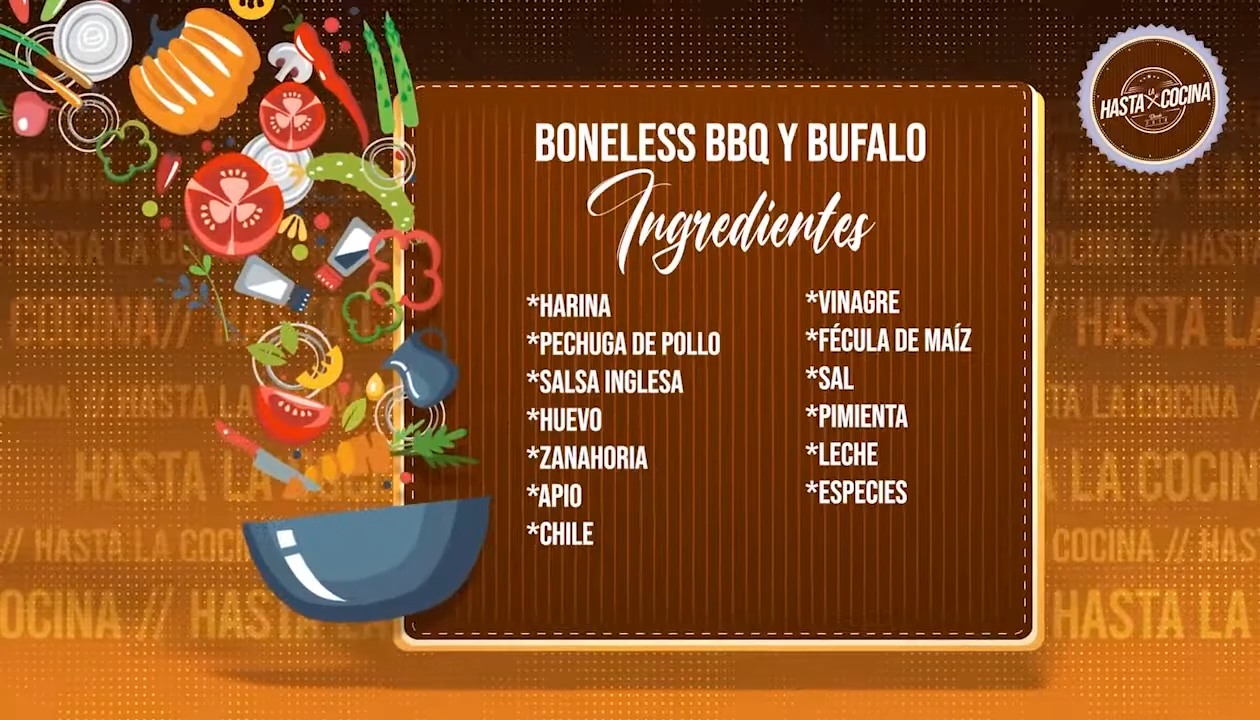 HASTA LA COCINA
BONELESS BBQ Y BUFALO
Ingredientes
*HARINA
*PECHUGA DE POLLO
*SALSA INGLESA
*HUEVO
*ZANAHORIA
*APIO
*CHILE
*VINAGRE
*FÉCULA DE MAÍZ
*SAL
*PIMIENTA
*LECHE
*ESPECIES